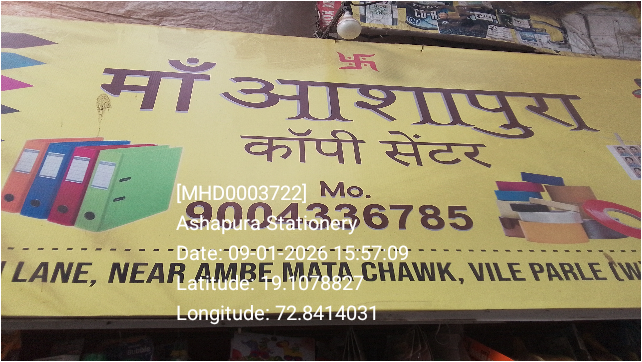 माँ आशापुरा
कॉपी सेंटर
Mo.
9004336785
LANE, NEAR AMBE MATA CHAWK, VILE PARLE (W
[MHD0003722]
Ashapura Stationery
Date: 09-01-2026 15:57:09
Latitude: 19.1078827
Longitude: 72.8414031